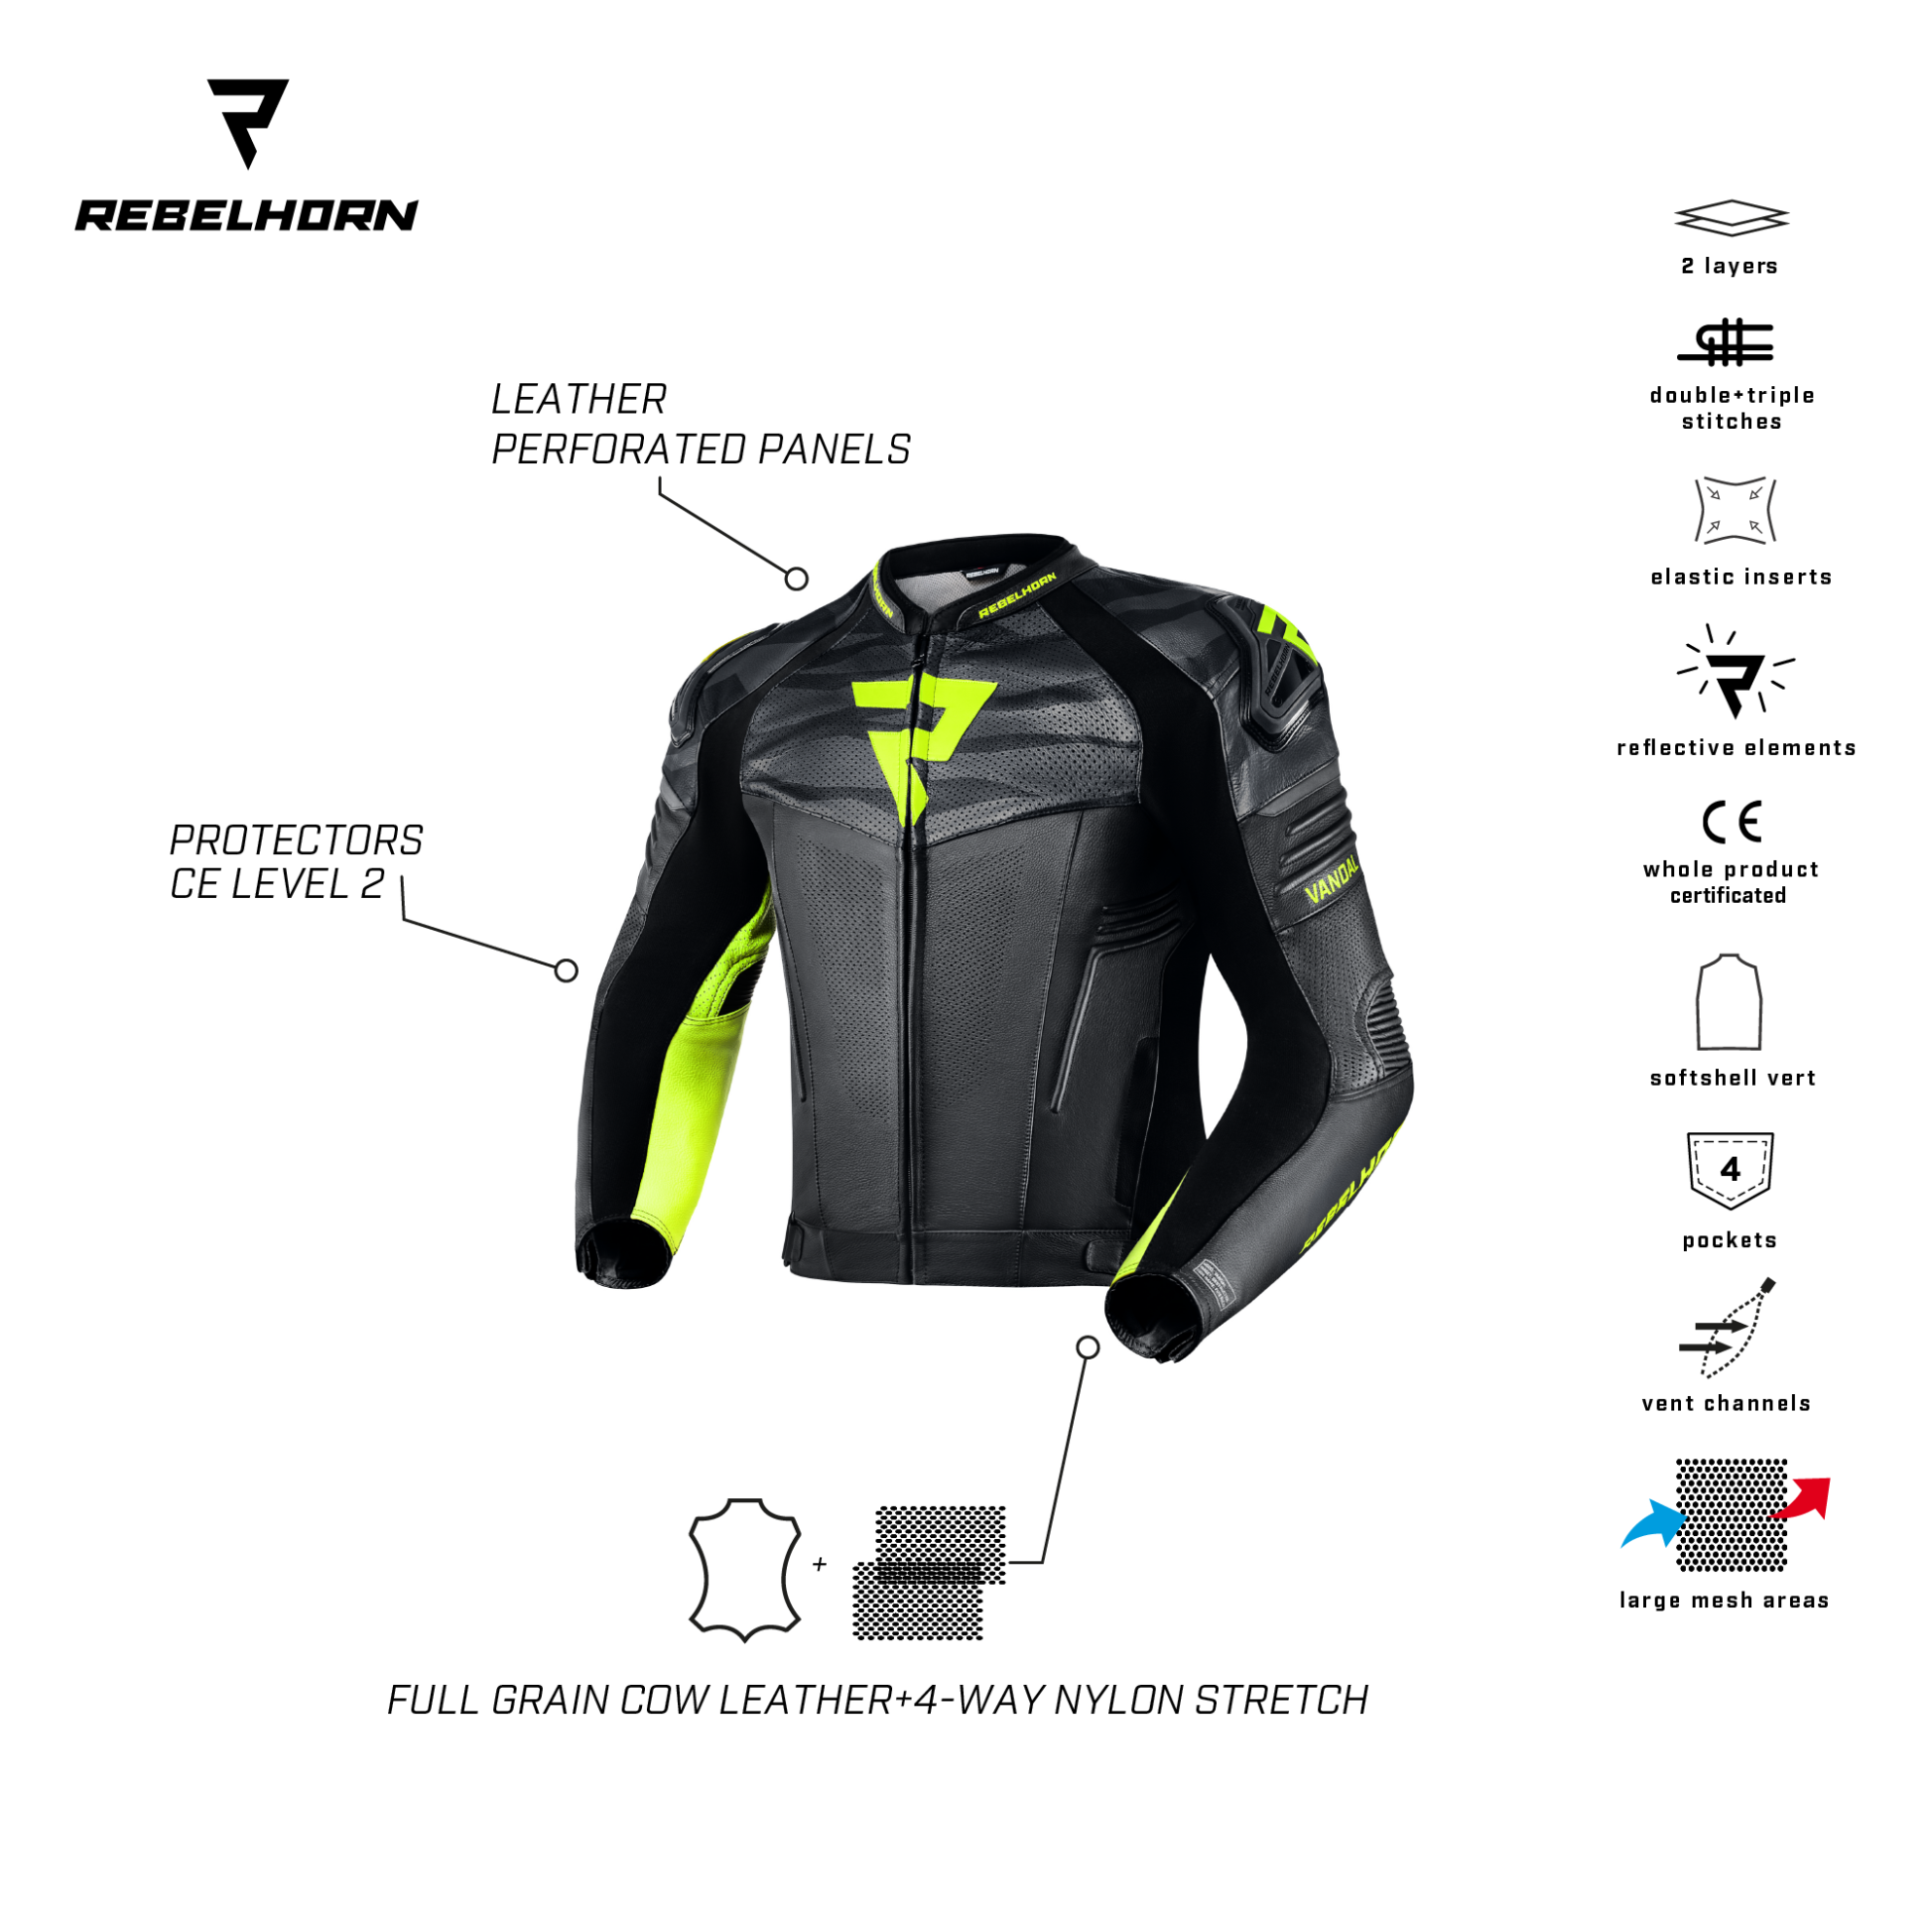 REBELHORN
LEATHER
PERFORATED PANELS
PROTECTORS
CE LEVEL 2
REBELHORN
REBELHORN
HORN
REBELHORN
VANDAL
REBELHO
FULL GRAIN COW LEATHER+4-WAY NYLON STRETCH
+
2 layers
double+triple
stitches
elastic inserts
reflective elements
CE
whole product
certificated
softshell vert
4
pockets
vent channels
large mesh areas